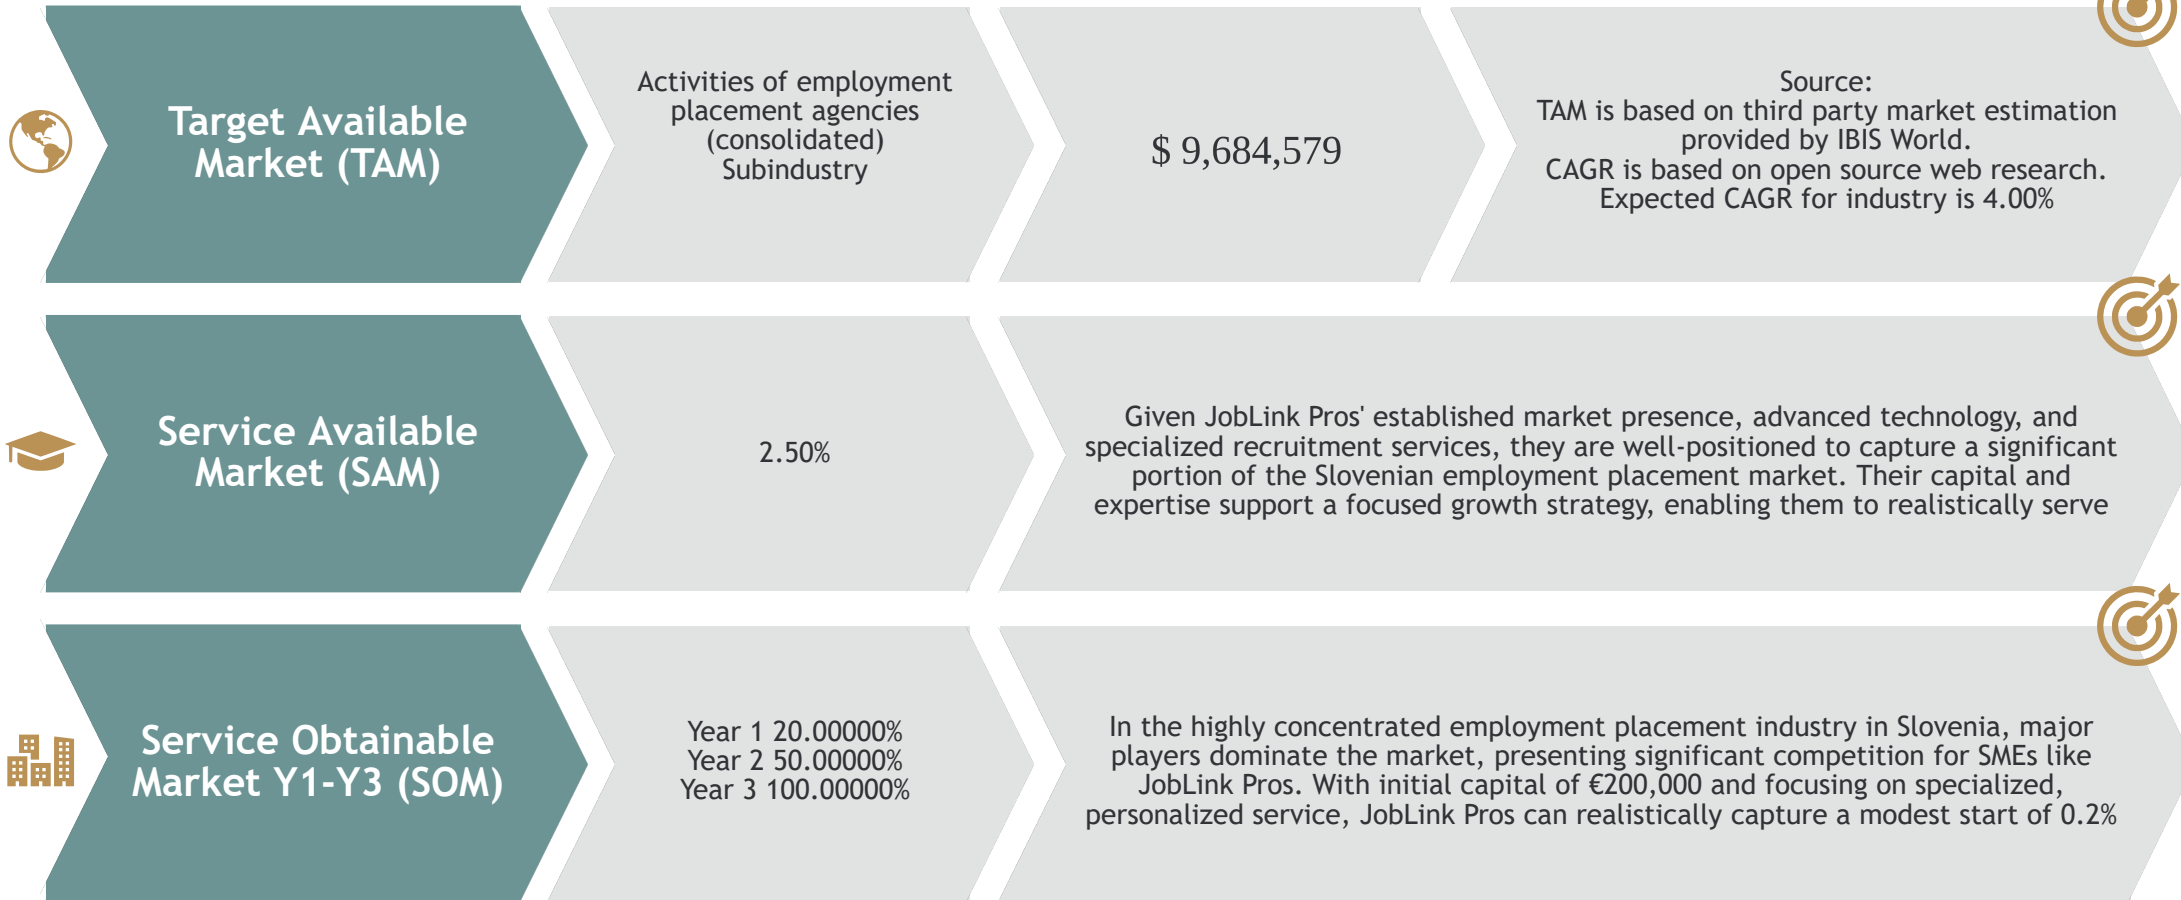 Target Available
Market (TAM)
Activities of employment
placement agencies
(consolidated)
Subindustry
$ 9,684,579
Source:
TAM is based on third party market estimation
provided by IBIS World.
CAGR is based on open source web research.
Expected CAGR for industry is 4.00%
Service Available
Market (SAM)
2.50%
Given JobLink Pros' established market presence, advanced technology, and
specialized recruitment services, they are well-positioned to capture a significant
portion of the Slovenian employment placement market. Their capital and
expertise support a focused growth strategy, enabling them to realistically serve
Service Obtainable
Market Y1-Y3 (SOM)
Year 1 20.00000%
Year 2 50.00000%
Year 3 100.00000%
In the highly concentrated employment placement industry in Slovenia, major
players dominate the market, presenting significant competition for SMEs like
JobLink Pros. With initial capital of €200,000 and focusing on specialized,
personalized service, JobLink Pros can realistically capture a modest start of 0.2%